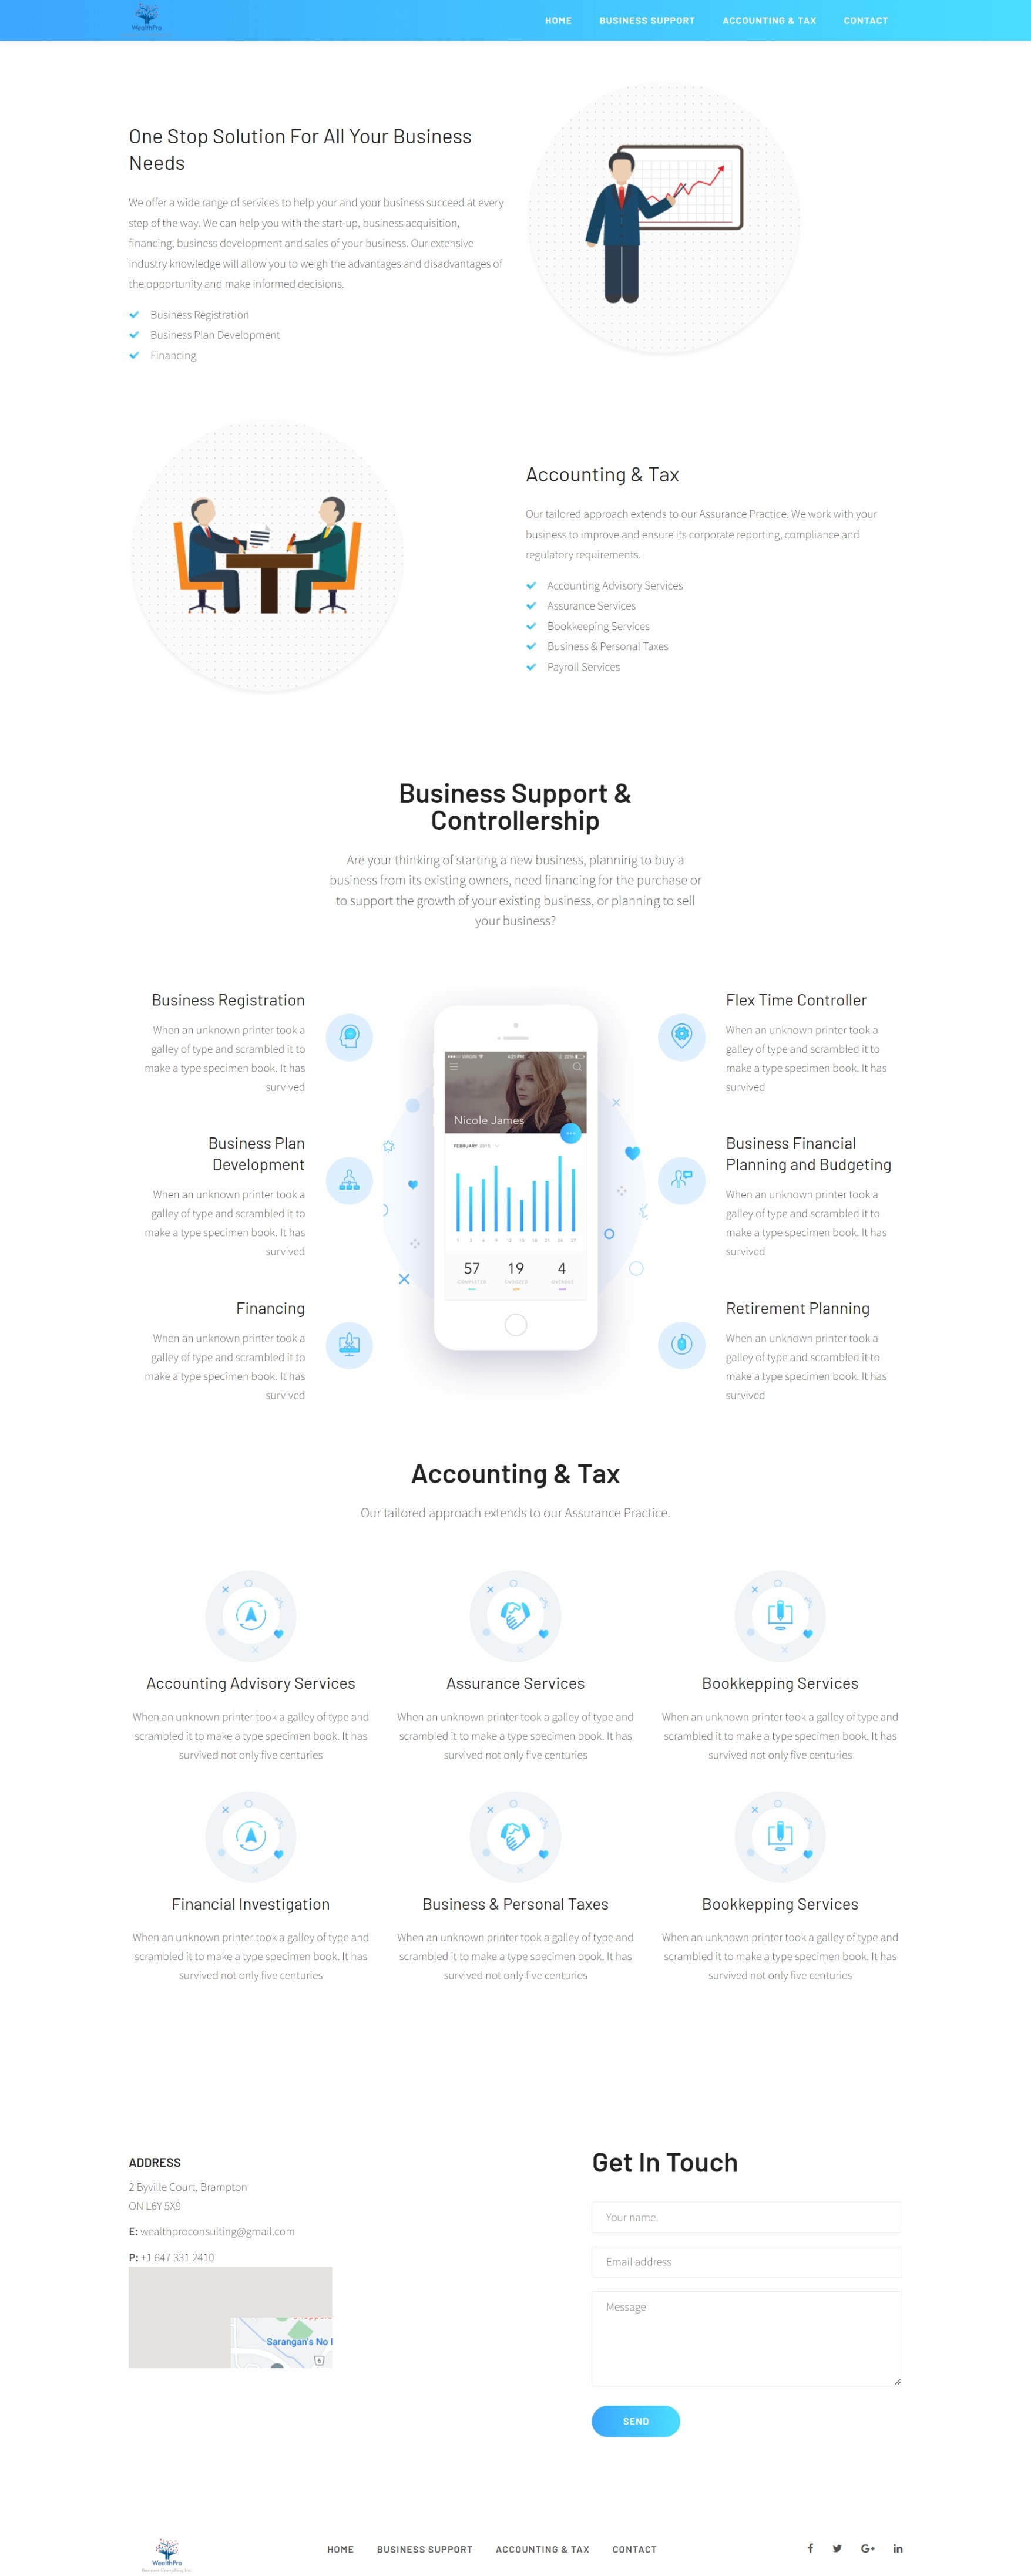 WealthPro
HOME BUSINESS SUPPORT ACCOUNTING & TAX CONTACT
One Stop Solution For All Your Business
Needs
We offer a wide range of services to help your and your business succeed at every
step of the way. We can help you with the start-up, business acquisition,
financing, business development and sales of your business. Our extensive
industry knowledge will allow you to weigh the advantages and disadvantages of
the opportunity and make informed decisions.
Business Registration
Business Plan Development
Financing
Accounting & Tax
Our tailored approach extends to our Assurance Practice. We work with your
business to improve and ensure its corporate reporting, compliance and
regulatory requirements.
Accounting Advisory Services
Assurance Services
Bookkeeping Services
Business & Personal Taxes
Payroll Services
Business Support &
Controllership
Are your thinking of starting a new business, planning to buy a
business from its existing owners, need financing for the purchase or
to support the growth of your existing business, or planning to sell
your business?
Business Registration
When an unknown printer took a
galley of type and scrambled it to
make a type specimen book. It has
survived
Business Plan
Development
When an unknown printer took a
galley of type and scrambled it to
make a type specimen book. It has
survived
Financing
When an unknown printer took a
galley of type and scrambled it to
make a type specimen book. It has
survived
VIRGIN 4:21 PM 22%
Nicole James
FEBRUARY 2015
1 3 6 9 12 15 18 21 24 27
57 19 4
COMPLETED ENGAGED OVERDUE
Flex Time Controller
When an unknown printer took a
galley of type and scrambled it to
make a type specimen book. It has
survived
Business Financial
Planning and Budgeting
When an unknown printer took a
galley of type and scrambled it to
make a type specimen book. It has
survived
Retirement Planning
When an unknown printer took a
galley of type and scrambled it to
make a type specimen book. It has
survived
Accounting & Tax
Our tailored approach extends to our Assurance Practice.
Accounting Advisory Services
When an unknown printer took a galley of type and
scrambled it to make a type specimen book. It has
survived not only five centuries
Assurance Services
When an unknown printer took a galley of type and
scrambled it to make a type specimen book. It has
survived not only five centuries
Bookkepping Services
When an unknown printer took a galley of type and
scrambled it to make a type specimen book. It has
survived not only five centuries
Financial Investigation
When an unknown printer took a galley of type and
scrambled it to make a type specimen book. It has
survived not only five centuries
Business & Personal Taxes
When an unknown printer took a galley of type and
scrambled it to make a type specimen book. It has
survived not only five centuries
Bookkepping Services
When an unknown printer took a galley of type and
scrambled it to make a type specimen book. It has
survived not only five centuries
ADDRESS
2 Byville Court, Brampton
ON L6Y 5X9
E: wealthproconsulting@gmail.com
P: +1 647 331 2410
Sarangan's No
6
Get In Touch
Your name
Email address
Message
SEND
WealthPro
Business Consulting Inc.
HOME BUSINESS SUPPORT ACCOUNTING & TAX CONTACT